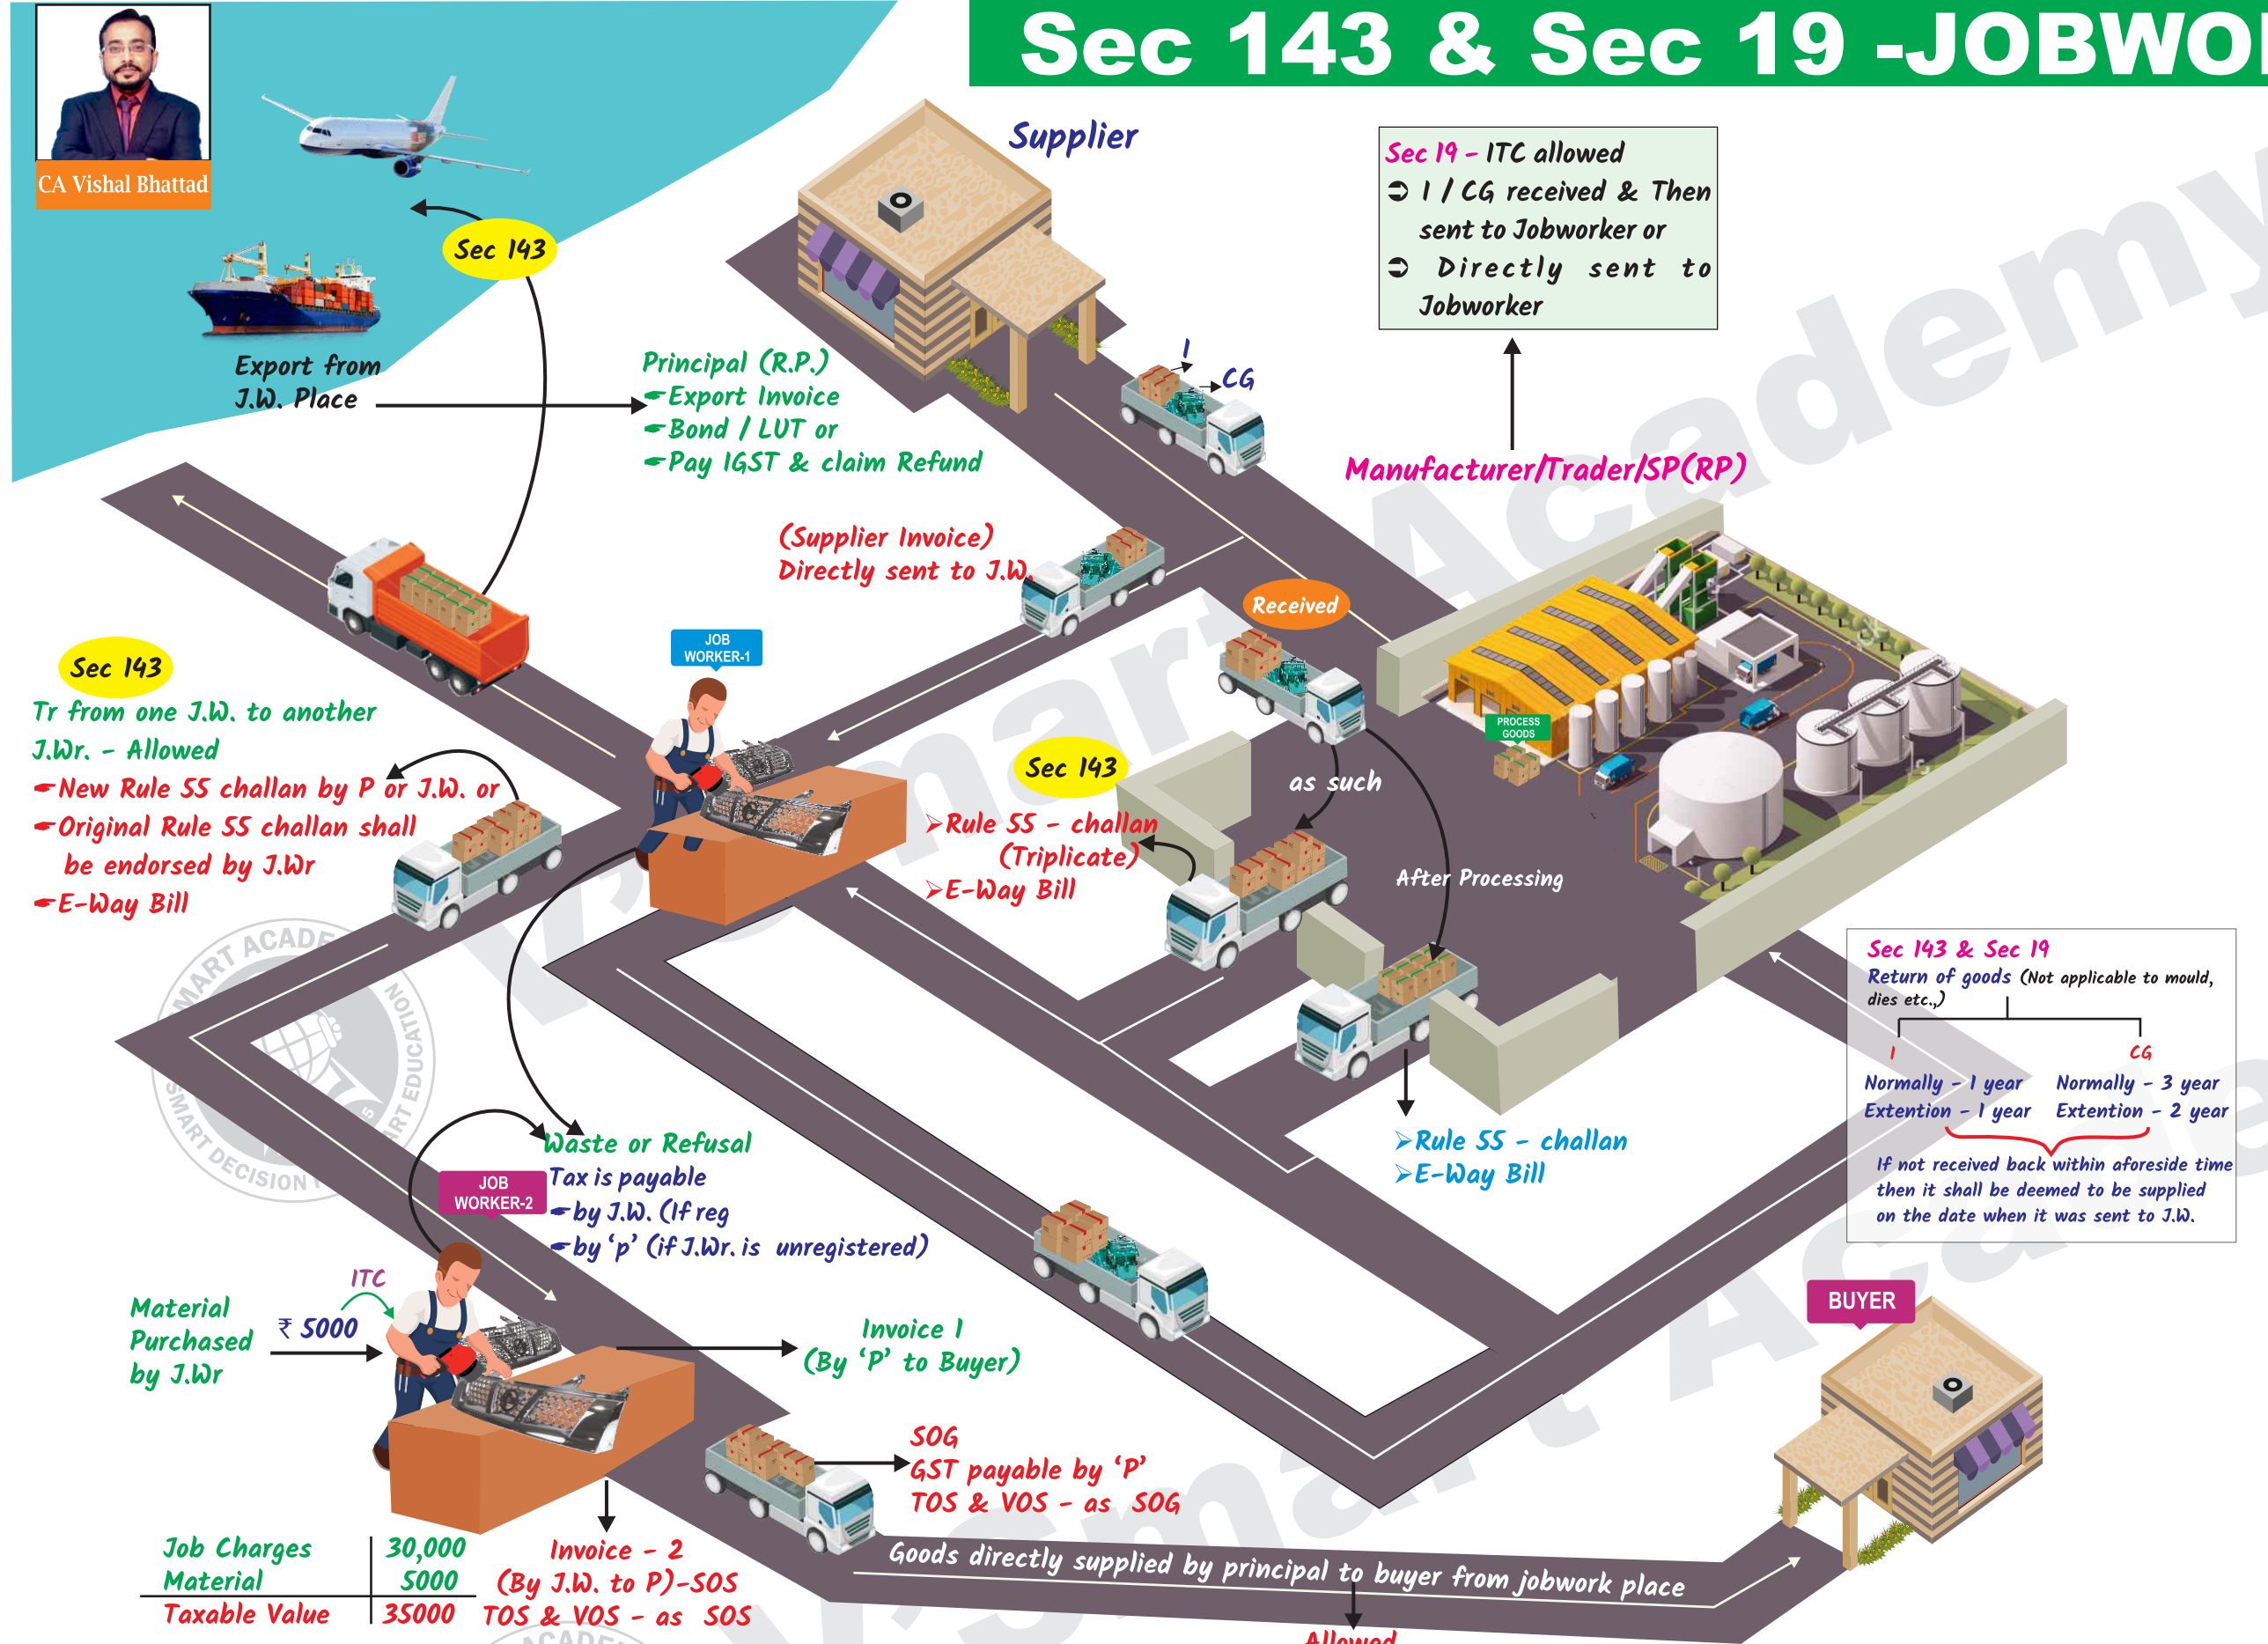 CA Vishal Bhattad
Sec 143 & Sec 19 -JOBWO
Supplier
Sec 19 - ITC allowed
I / CG received & Then
sent to Jobworker or
Directly sent to
Jobworker
Sec 143
Export from
J.W. Place
Principal (R.P.)
Export Invoice
Bond / LUT or
Pay IGST & claim Refund
I
CG
Manufacturer/Trader/SP(RP)
(Supplier Invoice)
Directly sent to J.W.
Received
JOB
WORKER-1
Sec 143
Tr from one J.W. to another
J.Wr. - Allowed
New Rule 55 challan by P or J.W. or
Original Rule 55 challan shall
be endorsed by J.Wr
E-Way Bill
PROCESS
GOODS
Sec 143
as such
Rule 55 - challan
(Triplicate)
E-Way Bill
After Processing
Sec 143 & Sec 19
Return of goods (Not applicable to mould,
dies etc.,)
I
CG
Normally - 1 year
Normally - 3 year
Extention - 1 year
Extention - 2 year
If not received back within aforeside time
then it shall be deemed to be supplied
on the date when it was sent to J.W.
Rule 55 - challan
E-Way Bill
Waste or Refusal
Tax is payable
by J.W. (If reg
by ‘p’ (if J.Wr. is unregistered)
JOB
WORKER-2
ITC
Material
Purchased
by J.Wr
₹ 5000
Invoice 1
(By ‘P’ to Buyer)
BUYER
SOG
GST payable by ‘P’
TOS & VOS - as SOG
Job Charges 30,000
Material 5000
Taxable Value 35000
Invoice - 2
(By J.W. to P)-SOS
TOS & VOS - as SOS
Goods directly supplied by principal to buyer from jobwork place
Allowed
V'smart Academy
V'smart Academy